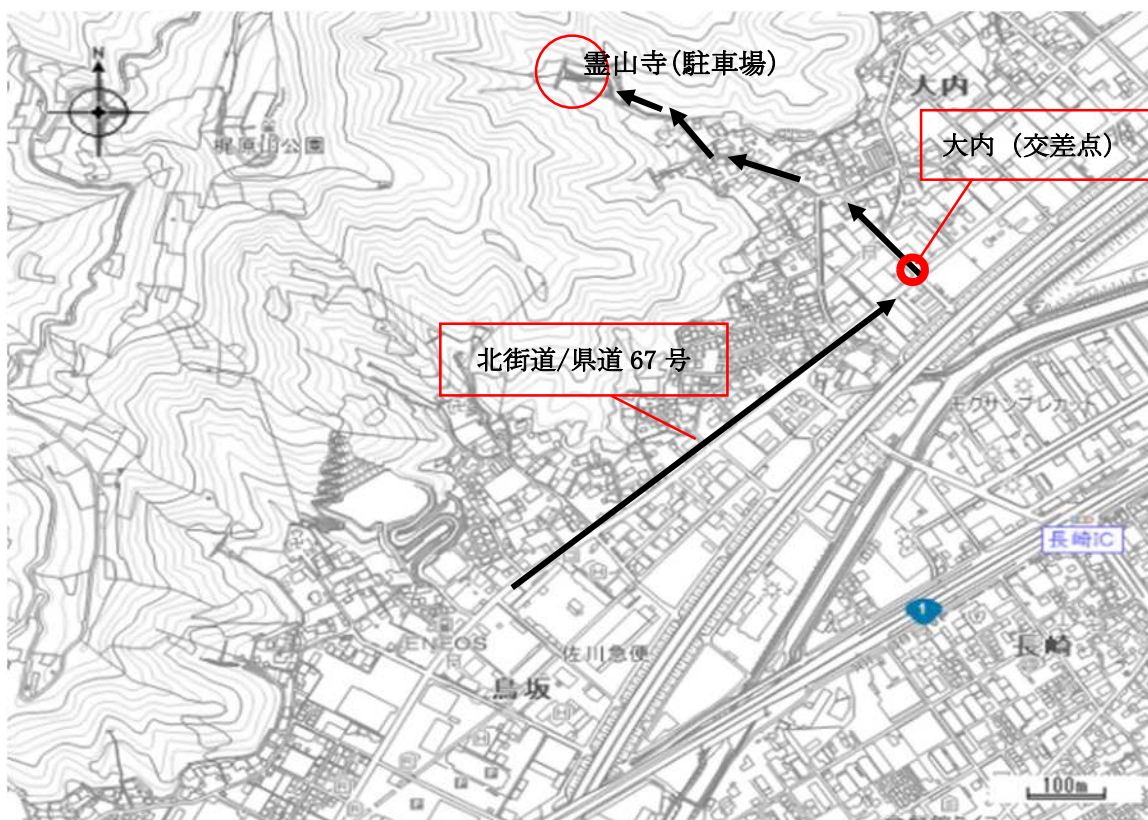 霊山寺(駐車場)
大内
N
大内（交差点）
梶原山公園
北街道/県道 67 号
モクサンプレカット
長崎IC
1
長崎
ENEOS
佐川急便
鳥坂
100m